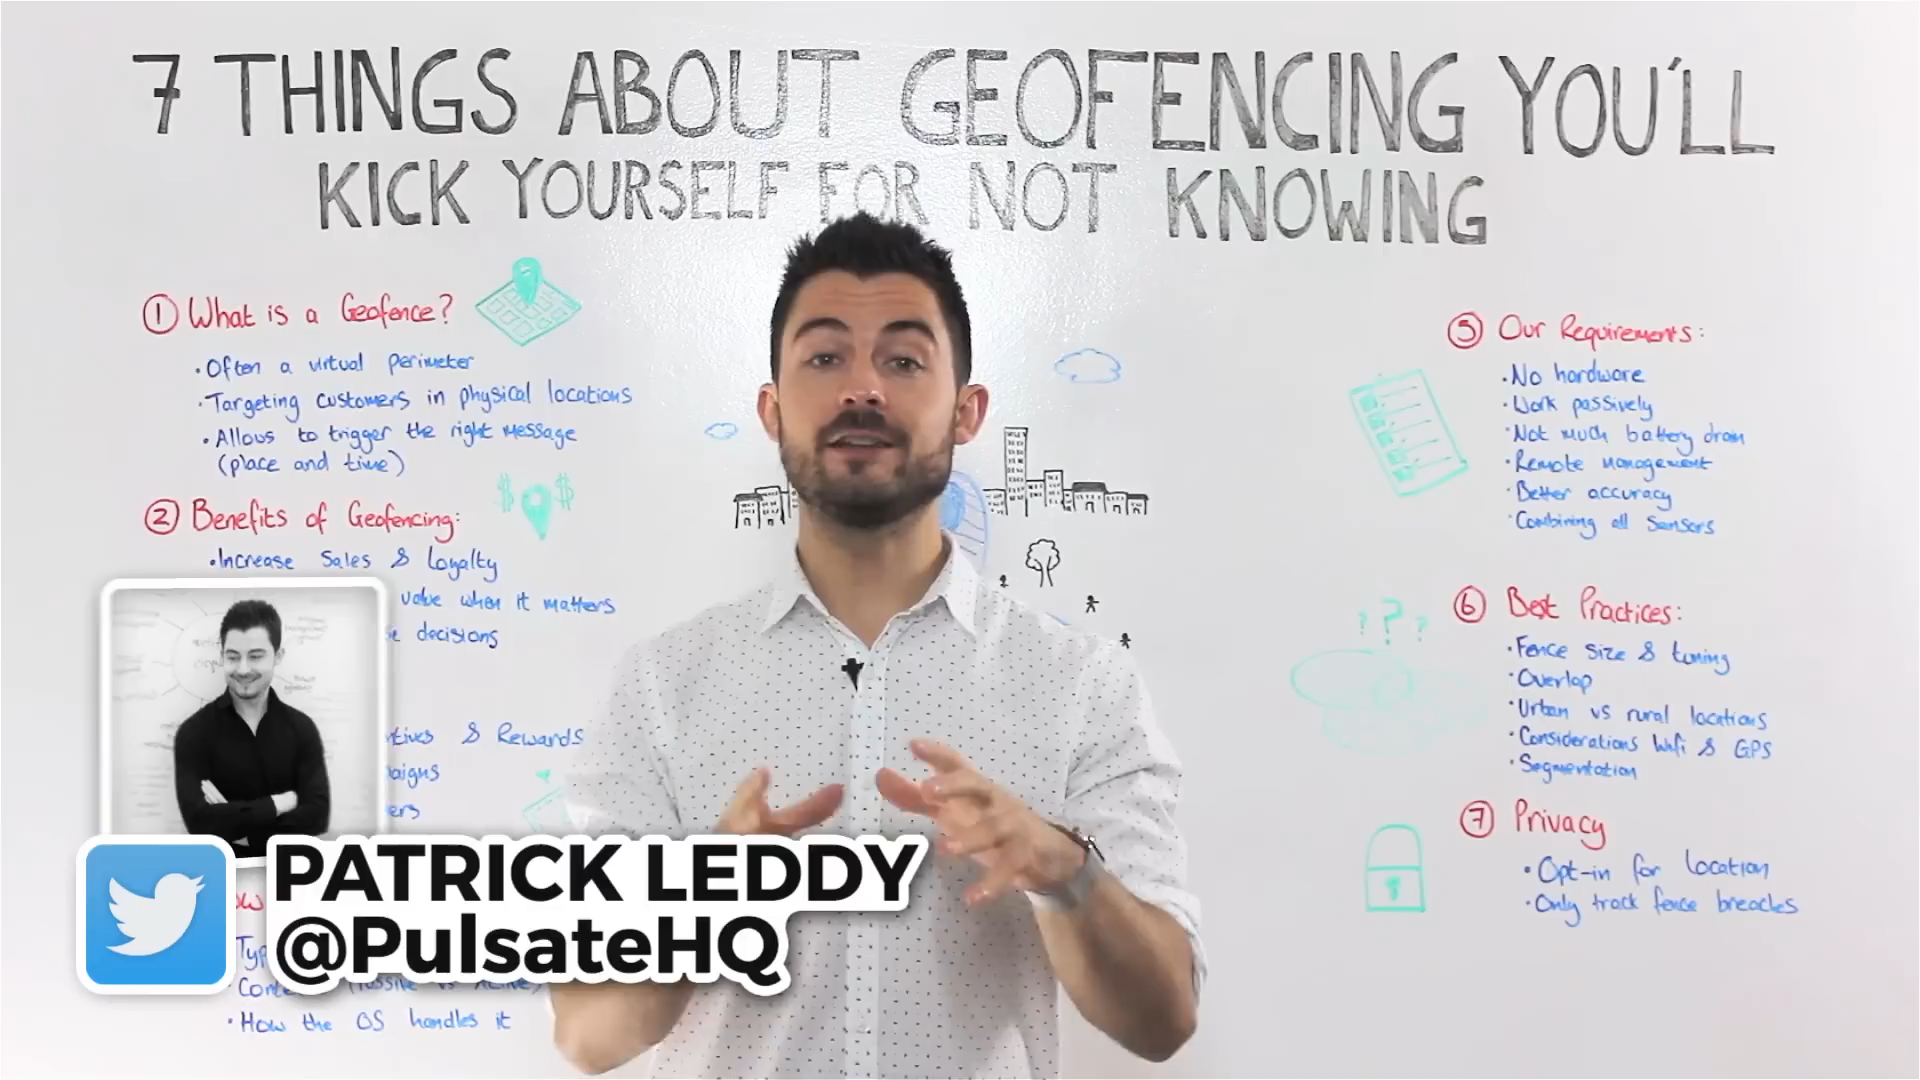 7 THINGS ABOUT GEOFENCING YOU'LL
KICK YOURSELF FOR NOT KNOWING
1 What is a Geofence?
• Often a virtual perimeter
• Targeting customers in physical locations
• Allows to trigger the right message
(place and time)
2 Benefits of Geofencing:
• Increase Sales & Loyalty
value when it matters
decisions
& Rewards
• How the OS handles it
5 Our Requirements:
• No hardware
• Work passively
• Not much battery drain
• Remote management
• Better accuracy
• Combining all sensors
6 Best Practices:
• Fence size & tuning
• Overlap
• Urban vs rural locations
• Considerations Wifi & GPS
• Segmentation
7 Privacy
• Opt-in for location
• Only track fence breaches
PATRICK LEDDY
@PulsateHQ